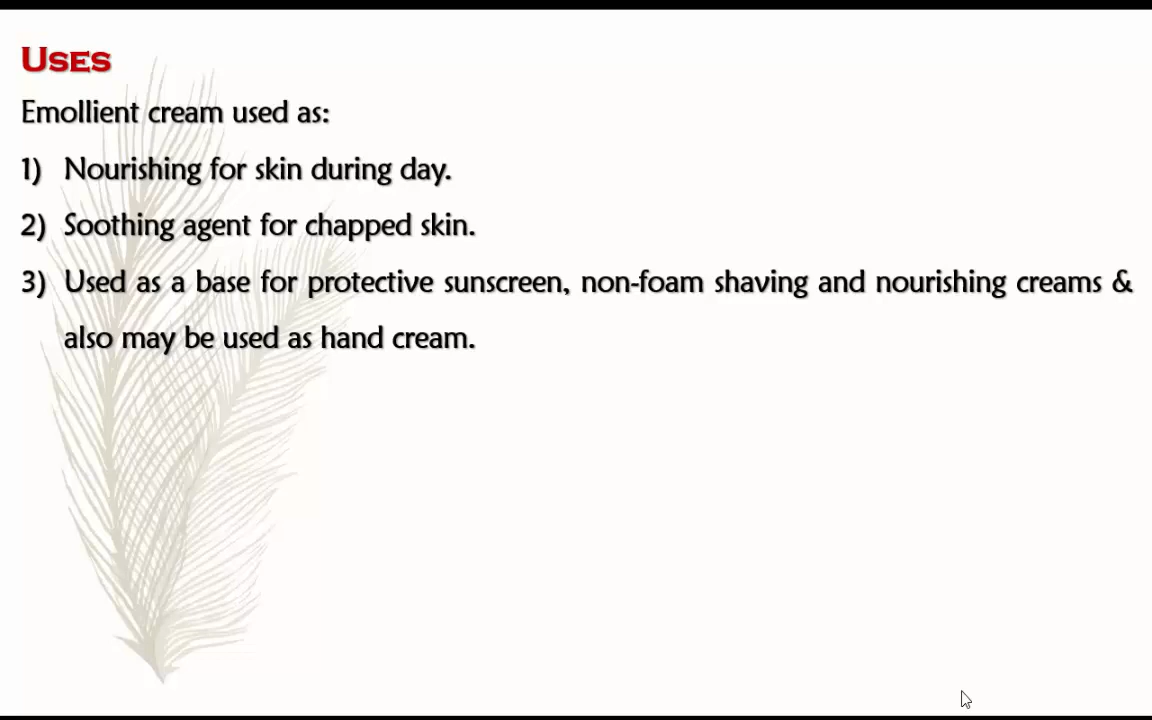 USES
Emollient cream used as:
1) Nourishing for skin during day.
2) Soothing agent for chapped skin.
3) Used as a base for protective sunscreen, non-foam shaving and nourishing creams &
also may be used as hand cream.